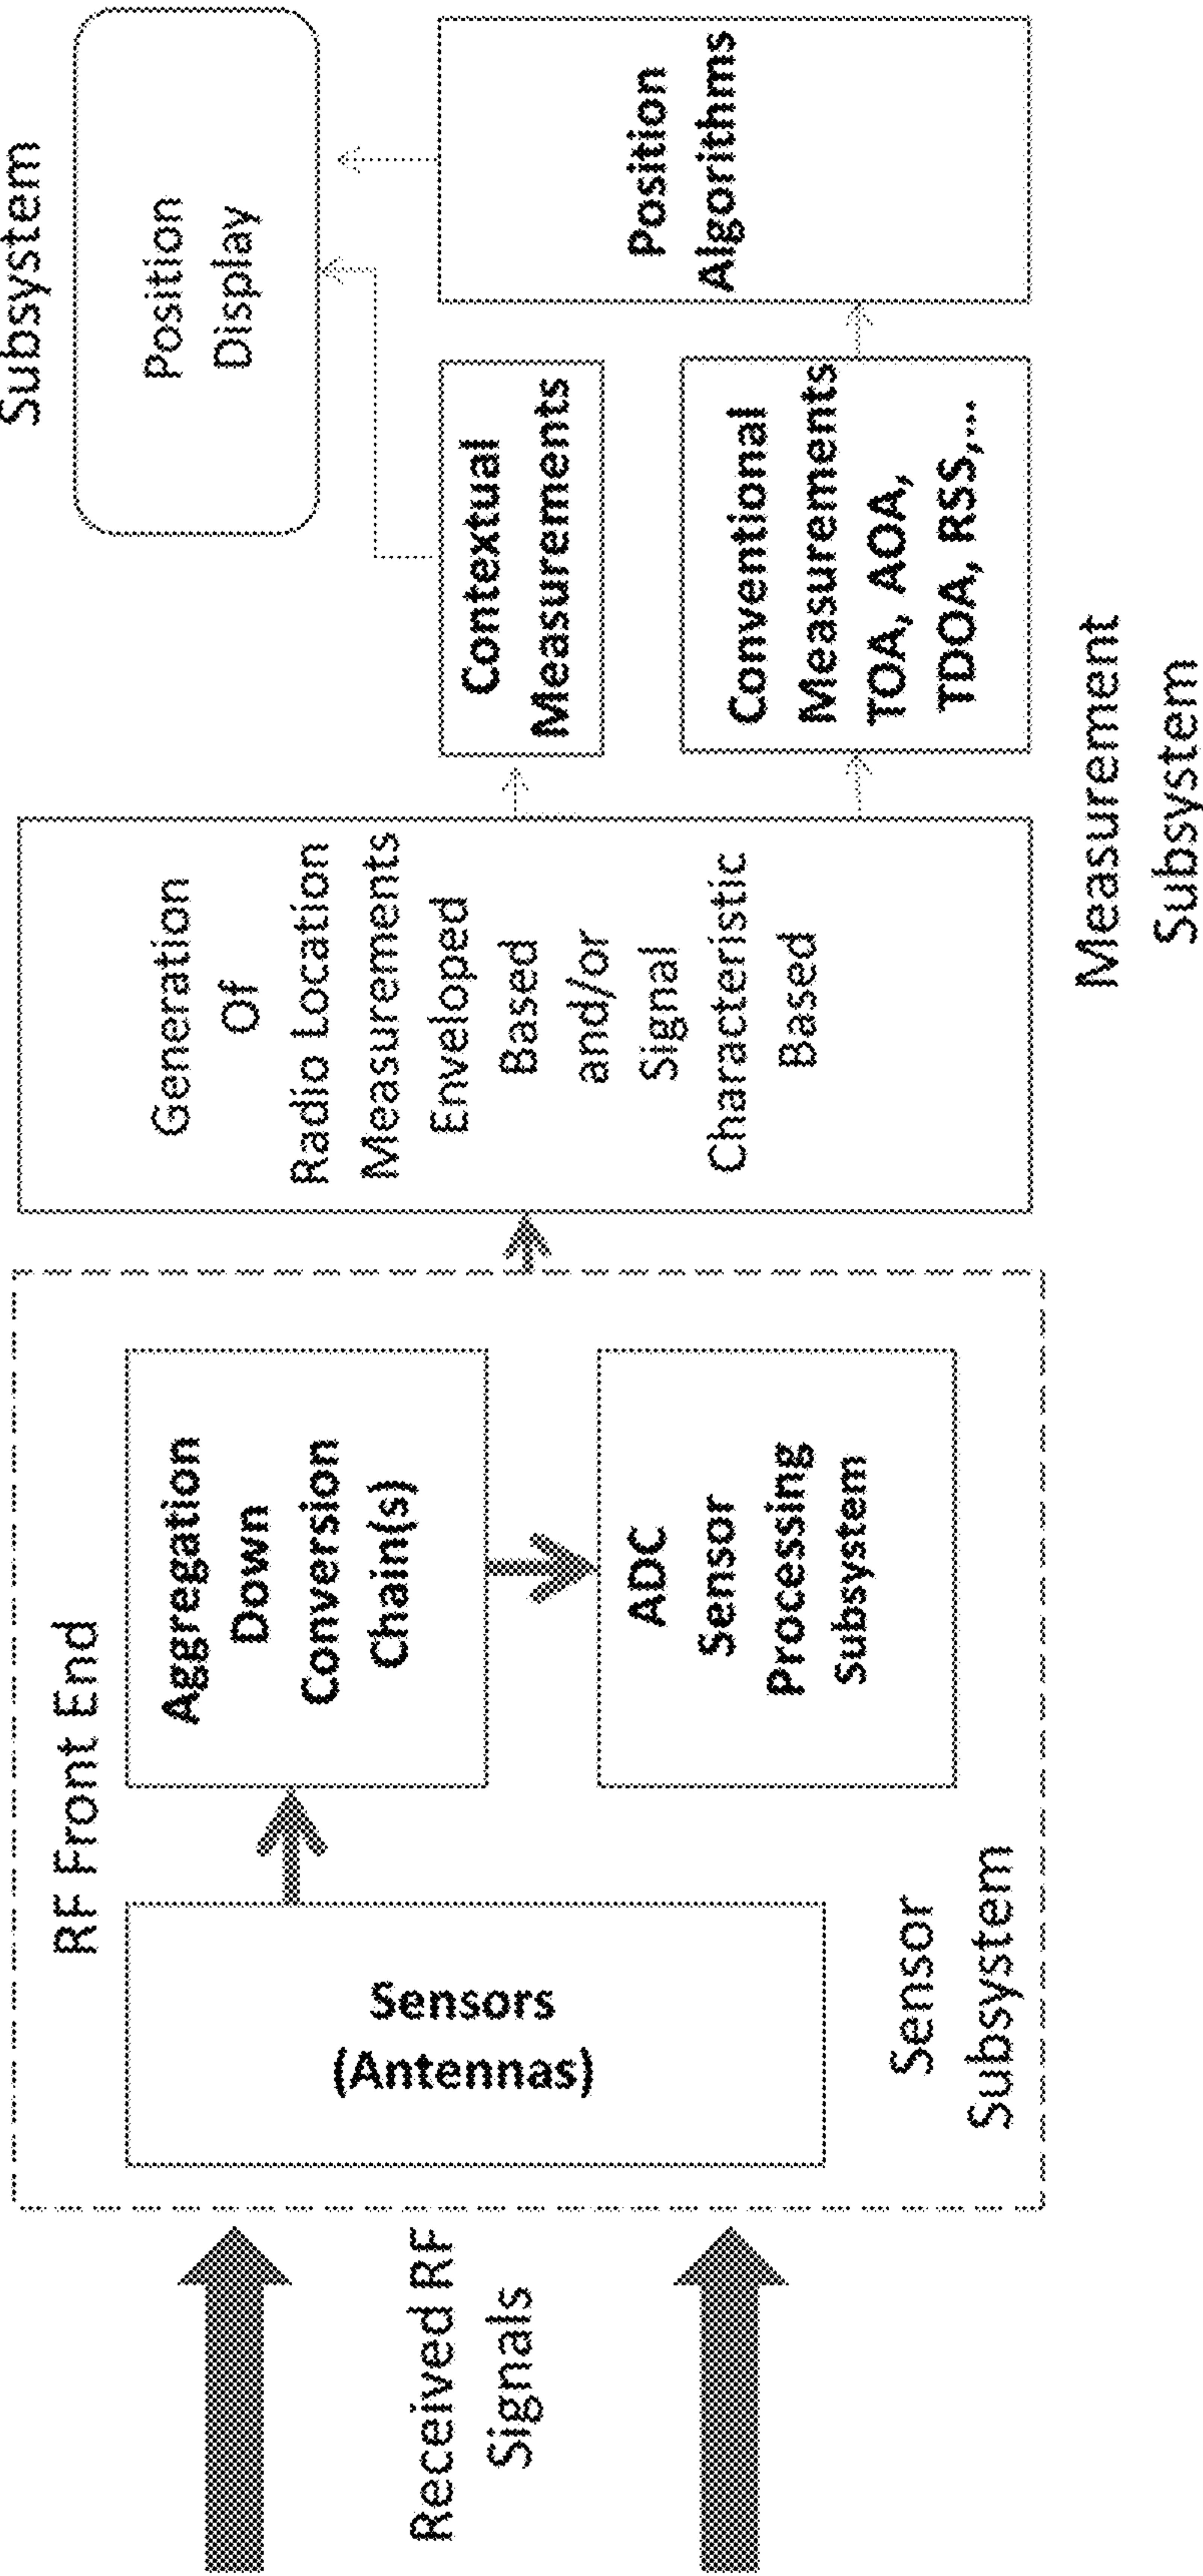 Received RF
Signals
RF Front End
Sensors
(Antennas)
Aggregation
Down
Conversion
Chain(s)
ADC
Sensor
Processing
Subsystem
Sensor
Subsystem
Generation
Of
Radio Location
Measurements
Enveloped
Based
and/or
Signal
Characteristic
Based
Contextual
Measurements
Conventional
Measurements
TOA, AOA,
TDOA, RSS,...
Measurement
Subsystem
Subsystem
Position
Display
Position
Algorithms